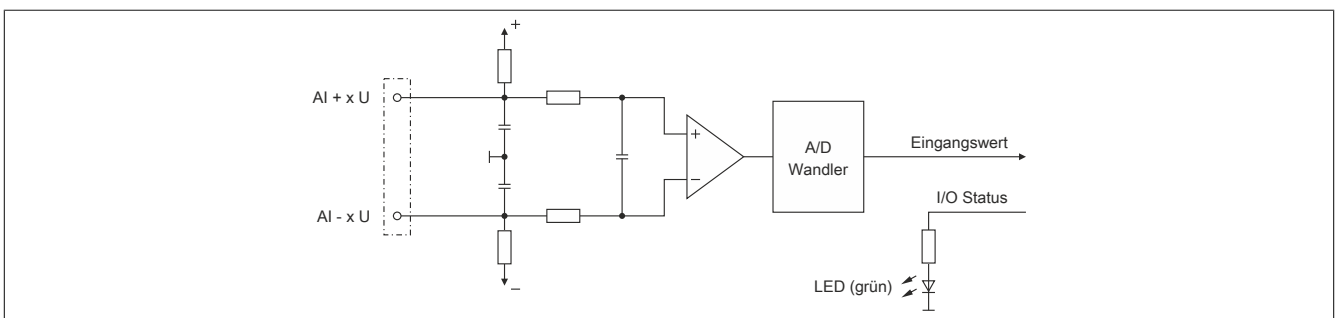 +
AI + x U
+
−
A/D
Wandler
Eingangswert
I/O Status
AI - x U
LED (grün)
−